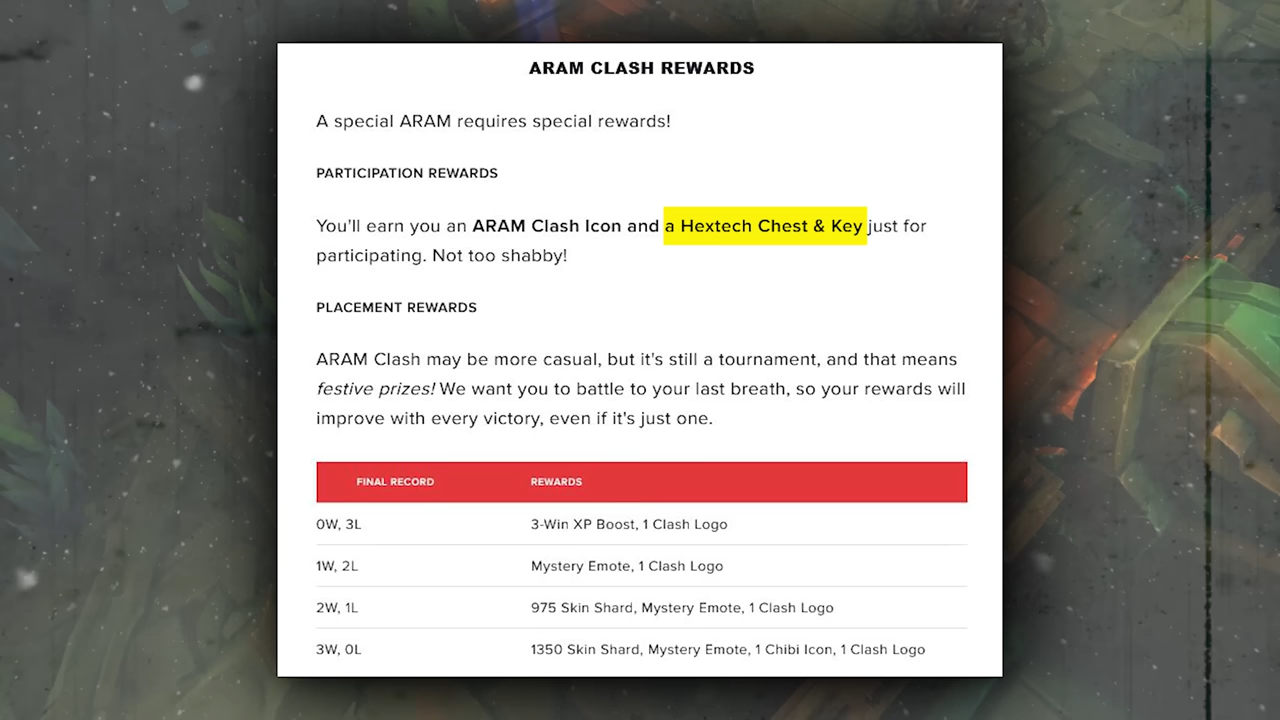 ARAM CLASH REWARDS
A special ARAM requires special rewards!
PARTICIPATION REWARDS
You'll earn you an ARAM Clash Icon and a Hextech Chest & Key just for
participating. Not too shabby!
PLACEMENT REWARDS
ARAM Clash may be more casual, but it's still a tournament, and that means
festive prizes! We want you to battle to your last breath, so your rewards will
improve with every victory, even if it's just one.
FINAL RECORD REWARDS
0W, 3L 3-Win XP Boost, 1 Clash Logo
1W, 2L Mystery Emote, 1 Clash Logo
2W, 1L 975 Skin Shard, Mystery Emote, 1 Clash Logo
3W, 0L 1350 Skin Shard, Mystery Emote, 1 Chibi Icon, 1 Clash Logo